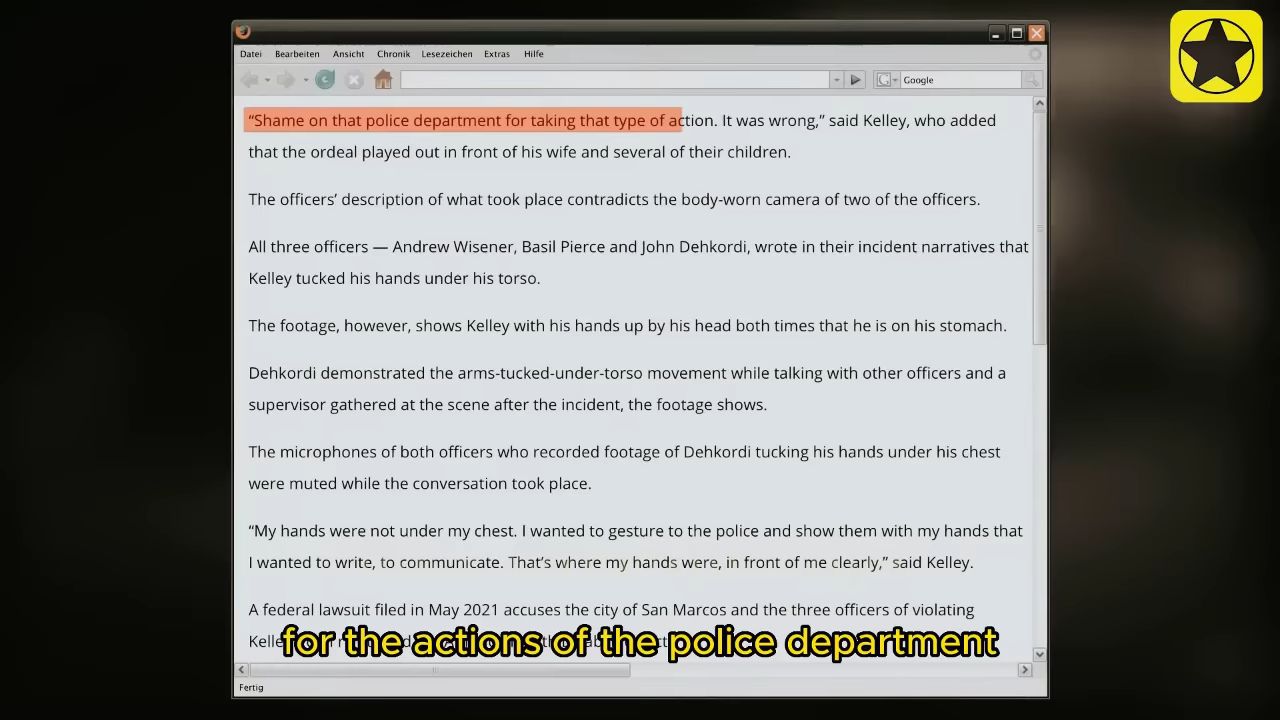 Datei Bearbeiten Ansicht Chronik Lesezeichen Extras Hilfe
Google
“Shame on that police department for taking that type of action. It was wrong,” said Kelley, who added
that the ordeal played out in front of his wife and several of their children.
The officers’ description of what took place contradicts the body-worn camera of two of the officers.
All three officers — Andrew Wisener, Basil Pierce and John Dehkordi, wrote in their incident narratives that
Kelley tucked his hands under his torso.
The footage, however, shows Kelley with his hands up by his head both times that he is on his stomach.
Dehkordi demonstrated the arms-tucked-under-torso movement while talking with other officers and a
supervisor gathered at the scene after the incident, the footage shows.
The microphones of both officers who recorded footage of Dehkordi tucking his hands under his chest
were muted while the conversation took place.
“My hands were not under my chest. I wanted to gesture to the police and show them with my hands that
I wanted to write, to communicate. That’s where my hands were, in front of me clearly,” said Kelley.
A federal lawsuit filed in May 2021 accuses the city of San Marcos and the three officers of violating
for the actions of the police department
Fertig